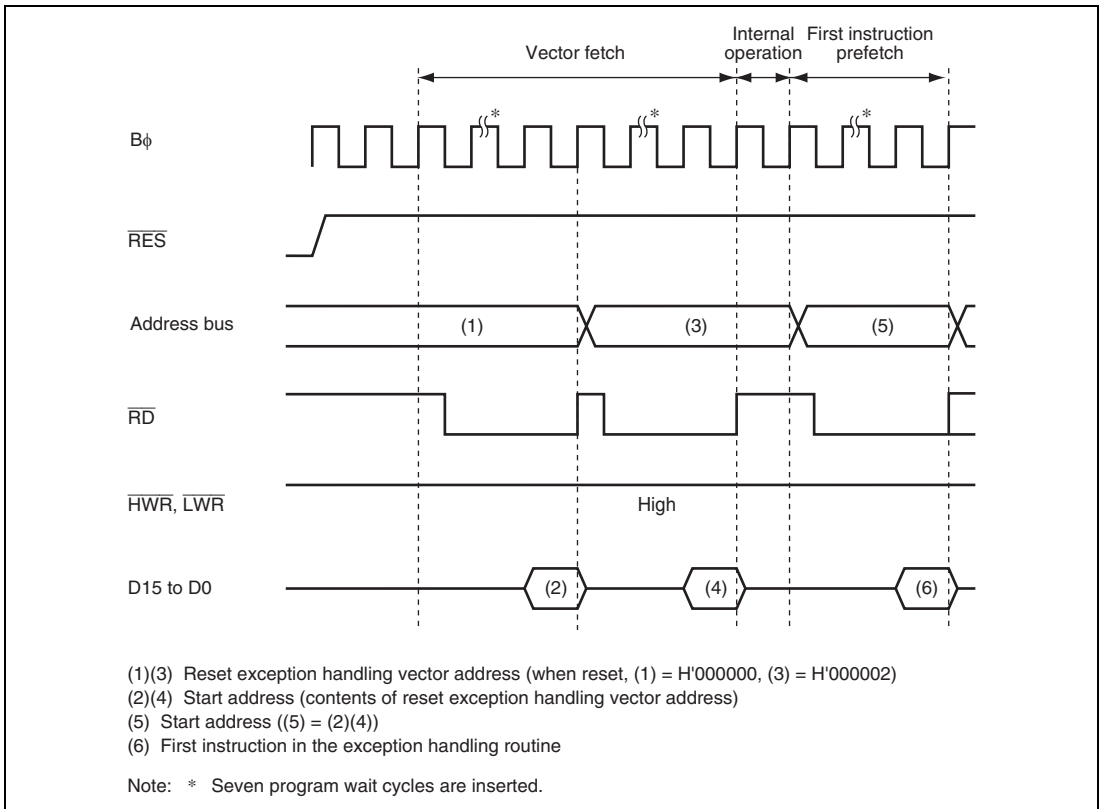 Vector fetch
Internal operation
First instruction prefetch
Bφ
*
*
*
RES
Address bus
(1)
(3)
(5)
RD
HWR, LWR
High
D15 to D0
(2)
(4)
(6)
(1)(3) Reset exception handling vector address (when reset, (1) = H'000000, (3) = H'000002)
(2)(4) Start address (contents of reset exception handling vector address)
(5) Start address ((5) = (2)(4))
(6) First instruction in the exception handling routine
Note: * Seven program wait cycles are inserted.